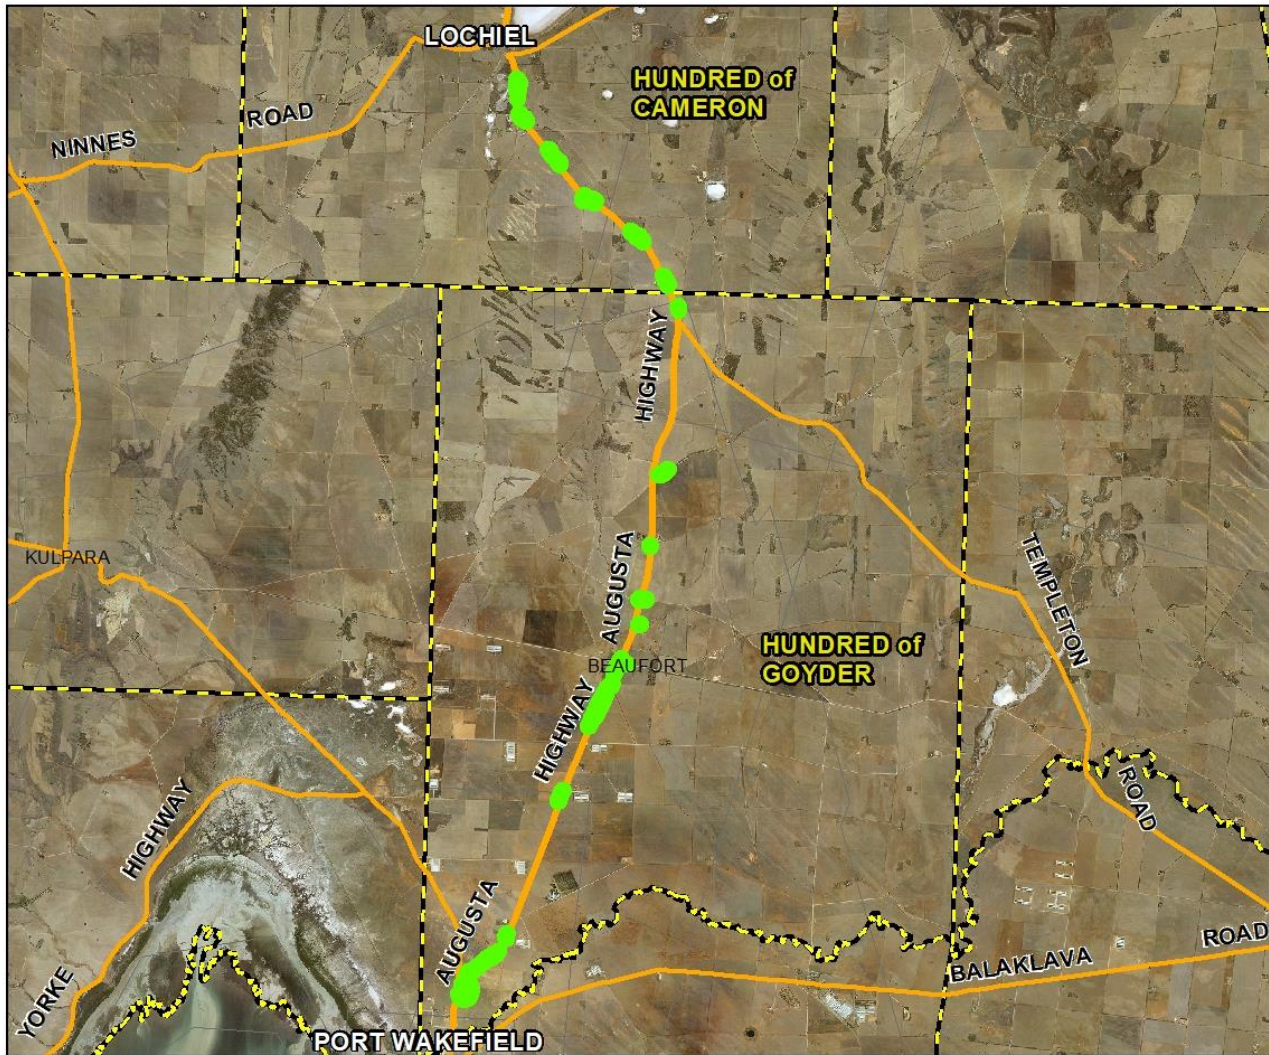 LOCHIEL
HUNDRED of
CAMERON
NINNES
ROAD
HIGHWAY
AUGUSTA
KULPARA
TEMPLETON
HUNDRED of
GOYDER
BEAUFORT
HIGHWAY
HIGHWAY
ROAD
AUGUSTA
YORKE
BALAKLAVA
ROAD
PORT WAKEFIELD